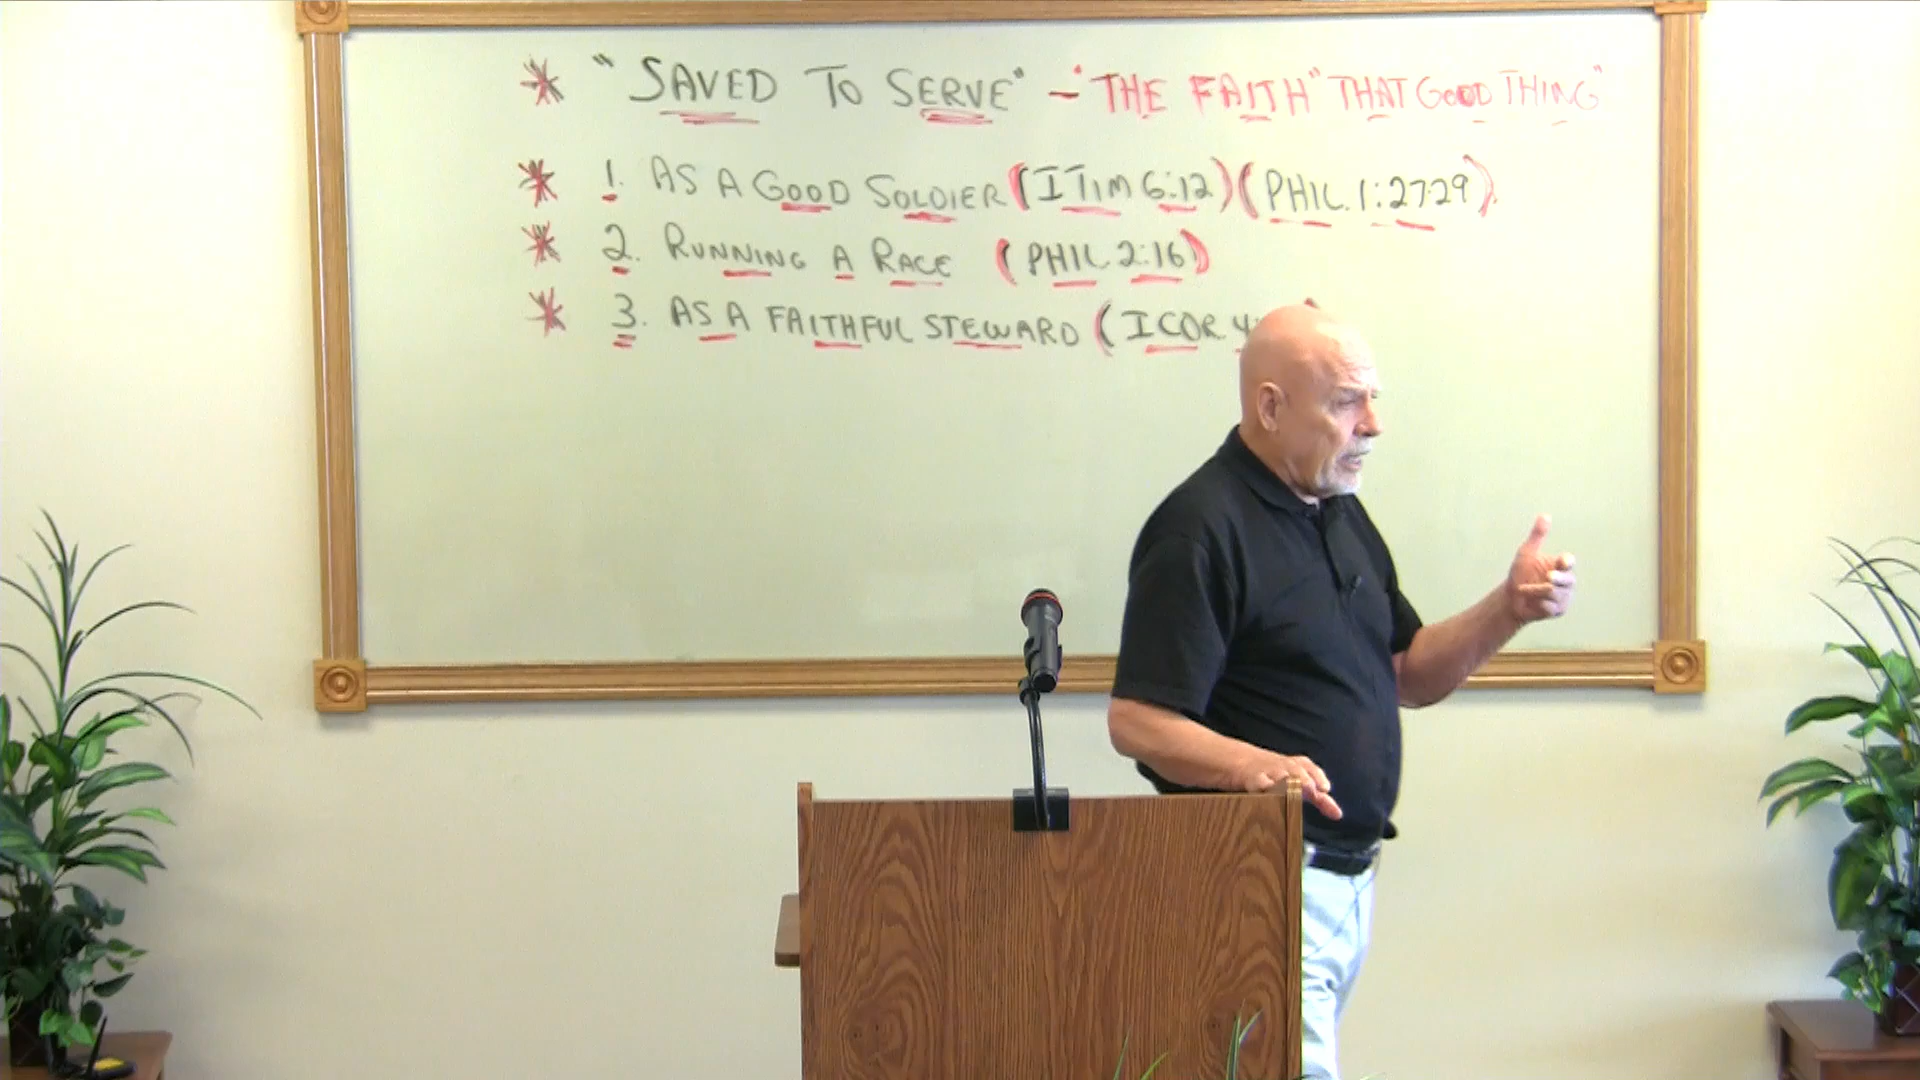 * "SAVED TO SERVE" - "THE FAITH" "THAT GOOD THING"
* 1. AS A GOOD SOLDIER (I TIM 6:12) (PHIL. 1:27-29)
* 2. RUNNING A RACE (PHIL 2:16)
* 3. AS A FAITHFUL STEWARD (I COR. 4: